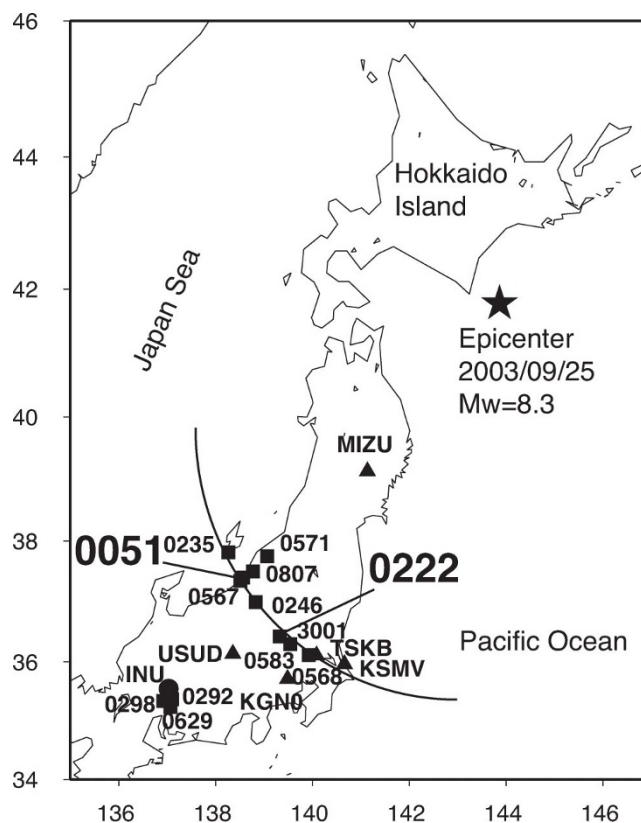 46
44
Hokkaido
Island
Japan Sea
42
Epicenter
2003/09/25
Mw=8.3
40
MIZU
38
0051
0235
0571
0807
0222
0567
0246
3001
TSKB
Pacific Ocean
36
USUD
0583
KSMV
INU
0568
0292
0298
KGN0
0629
34
136
138
140
142
144
146